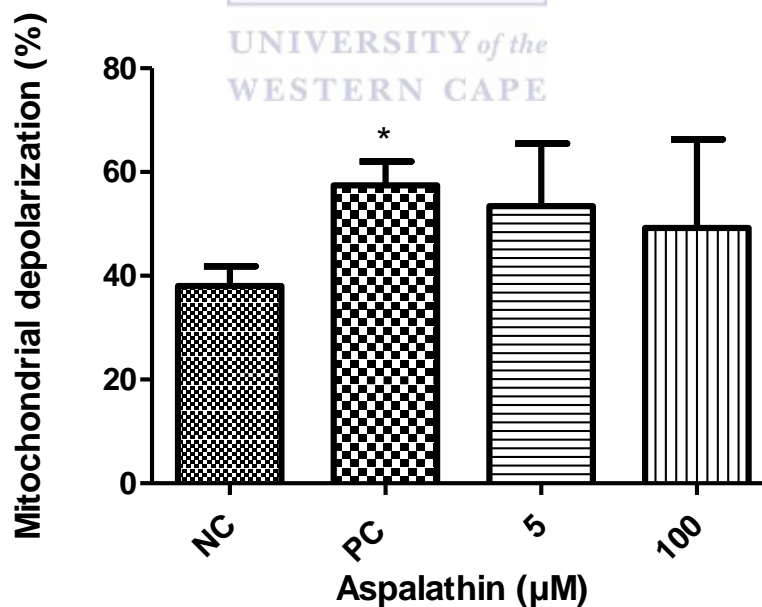 UNIVERSITY of the
WESTERN CAPE
Mitochondrial depolarization (%)
80
60
40
20
0
*
NC
PC
5
100
Aspalathin (µM)